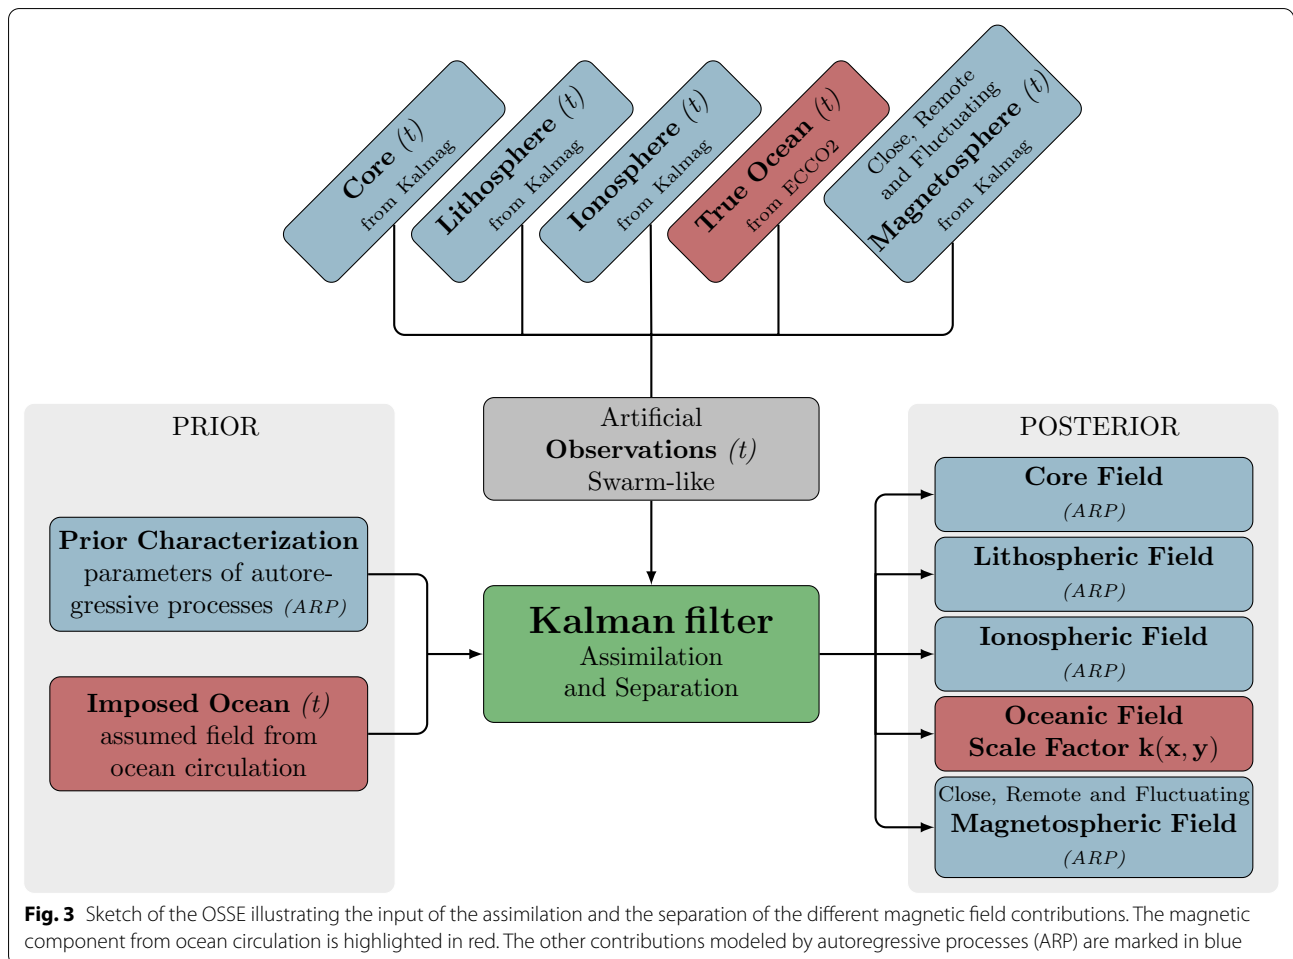 Core (t)
from Kalmag
Lithosphere (t)
from Kalmag
Ionosphere (t)
from Kalmag
True Ocean (t)
from ECCO2
Close, Remote
and Fluctuating
Magnetosphere (t)
from Kalmag
Artificial
Observations (t)
Swarm-like
PRIOR
Prior Characterization
parameters of autore-
gressive processes (ARP)
Imposed Ocean (t)
assumed field from
ocean circulation
Kalman filter
Assimilation
and Separation
POSTERIOR
Core Field
(ARP)
Lithospheric Field
(ARP)
Ionospheric Field
(ARP)
Oceanic Field
Scale Factor k(x, y)
Close, Remote and Fluctuating
Magnetospheric Field
(ARP)
Fig. 3 Sketch of the OSSE illustrating the input of the assimilation and the separation of the different magnetic field contributions. The magnetic
component from ocean circulation is highlighted in red. The other contributions modeled by autoregressive processes (ARP) are marked in blue